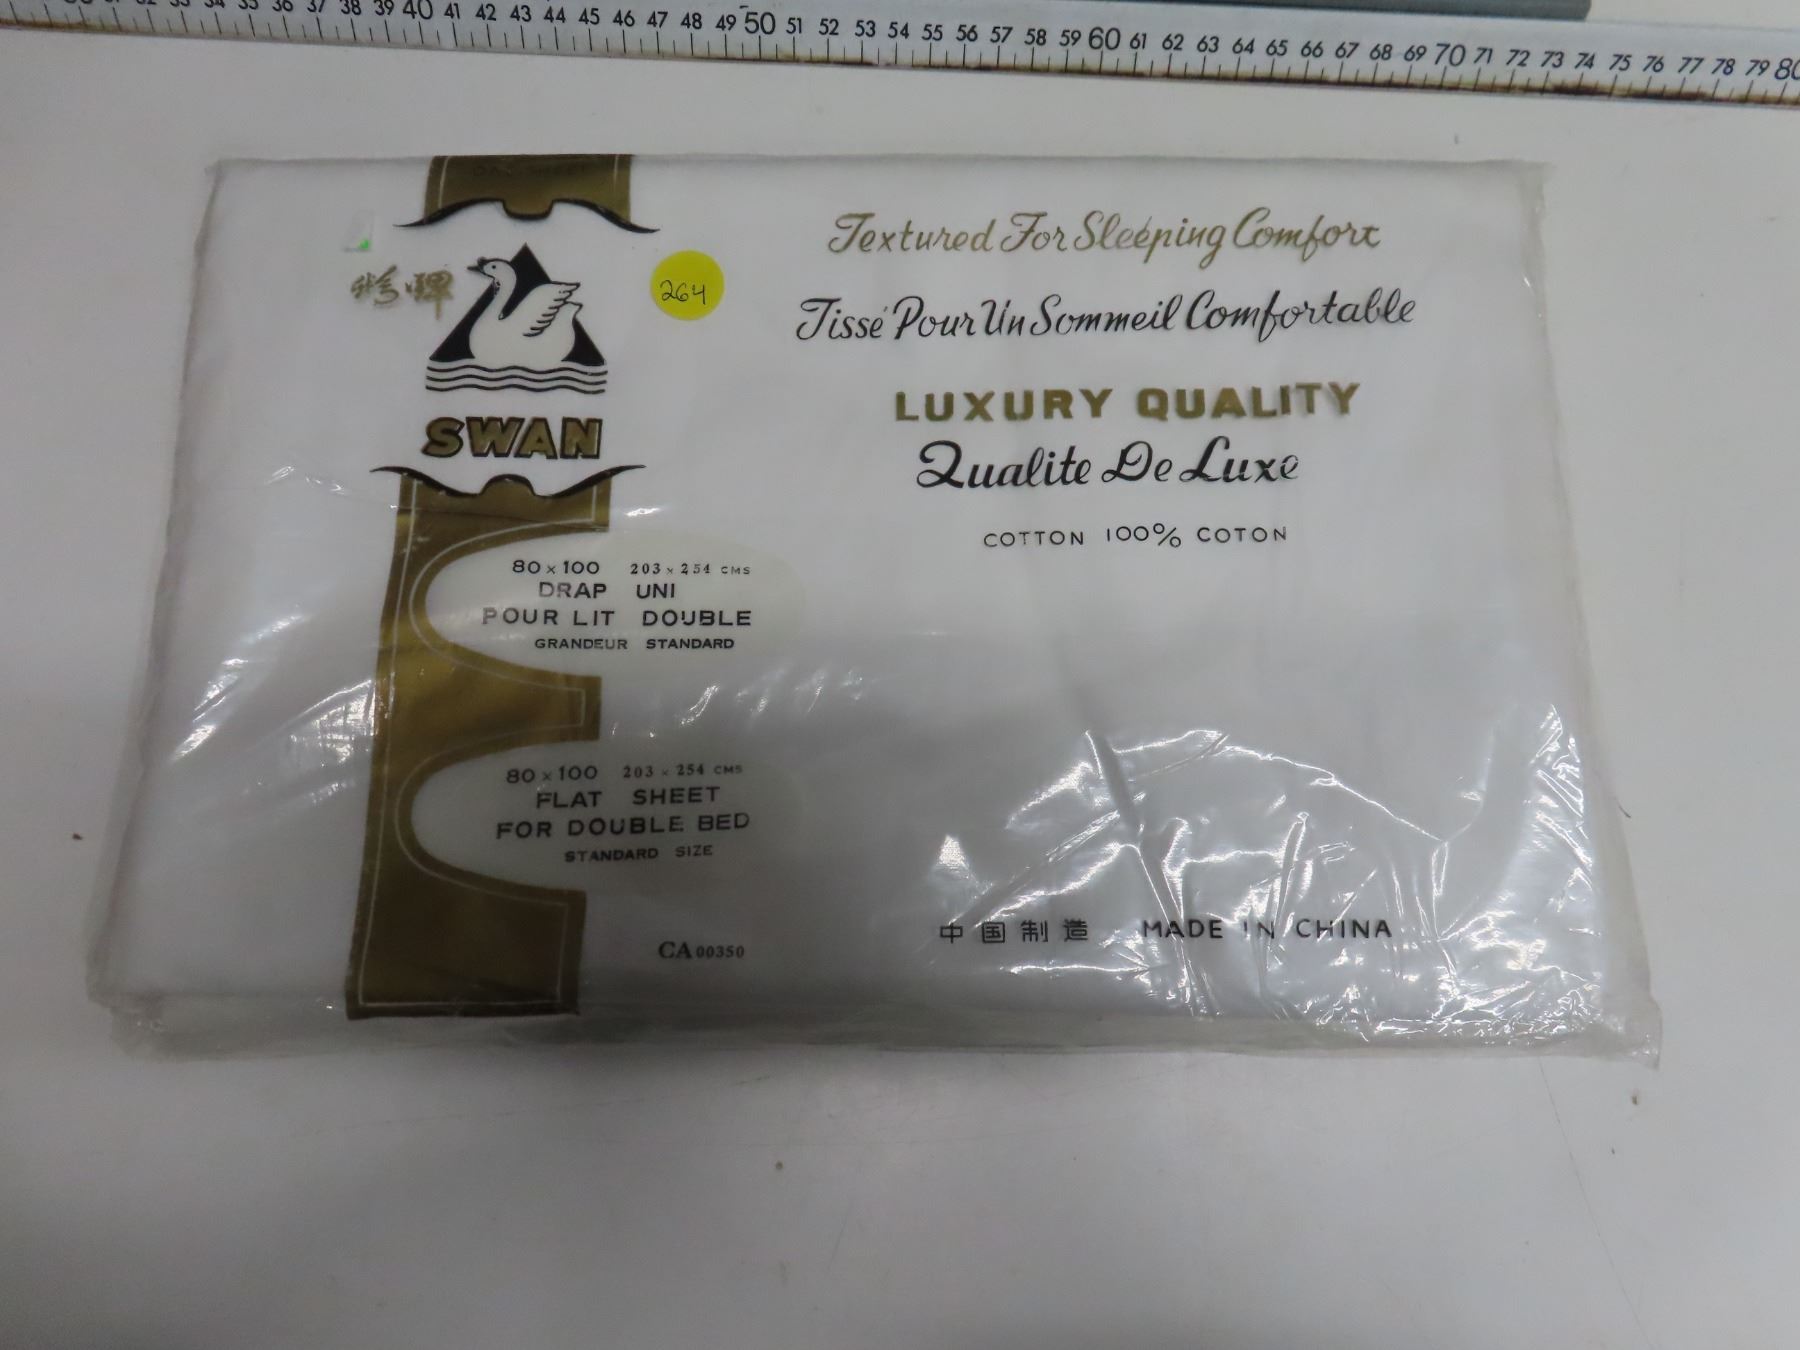 37 38 39 40 41 42 43 44 45 46 47 48 49 50 51 52 53 54 55 56 57 58 59 60 61 62 63 64 65 66 67 68 69 70 71 72 73 74 75 76 77 78 79 80
SWAN
264
Textured For Sleeping Comfort
Tissé Pour Un Sommeil Comfortable
LUXURY QUALITY
Qualite De Luxe
COTTON 100% COTON
80 x 100 203 x 254 CMS
DRAP UNI
POUR LIT DOUBLE
GRANDEUR STANDARD
80 x 100 203 x 254 CMS
FLAT SHEET
FOR DOUBLE BED
STANDARD SIZE
CA 00350
中国制造 MADE IN CHINA